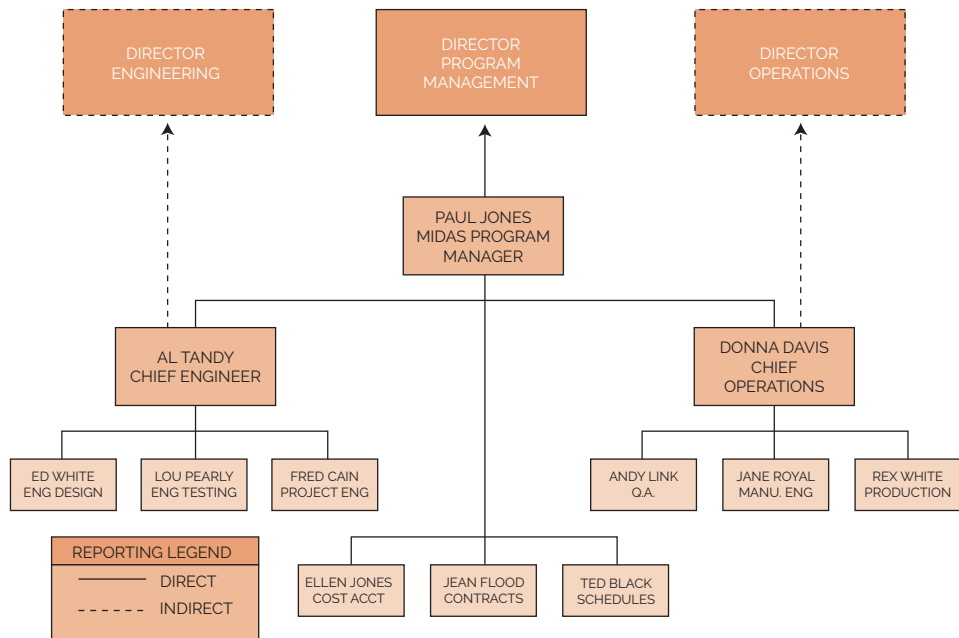 DIRECTOR
ENGINEERING
DIRECTOR
PROGRAM
MANAGEMENT
DIRECTOR
OPERATIONS
PAUL JONES
MIDAS PROGRAM
MANAGER
AL TANDY
CHIEF ENGINEER
DONNA DAVIS
CHIEF
OPERATIONS
ED WHITE
ENG DESIGN
LOU PEARLY
ENG TESTING
FRED CAIN
PROJECT ENG
ANDY LINK
Q.A.
JANE ROYAL
MANU. ENG
REX WHITE
PRODUCTION
REPORTING LEGEND
DIRECT
INDIRECT
ELLEN JONES
COST ACCT
JEAN FLOOD
CONTRACTS
TED BLACK
SCHEDULES